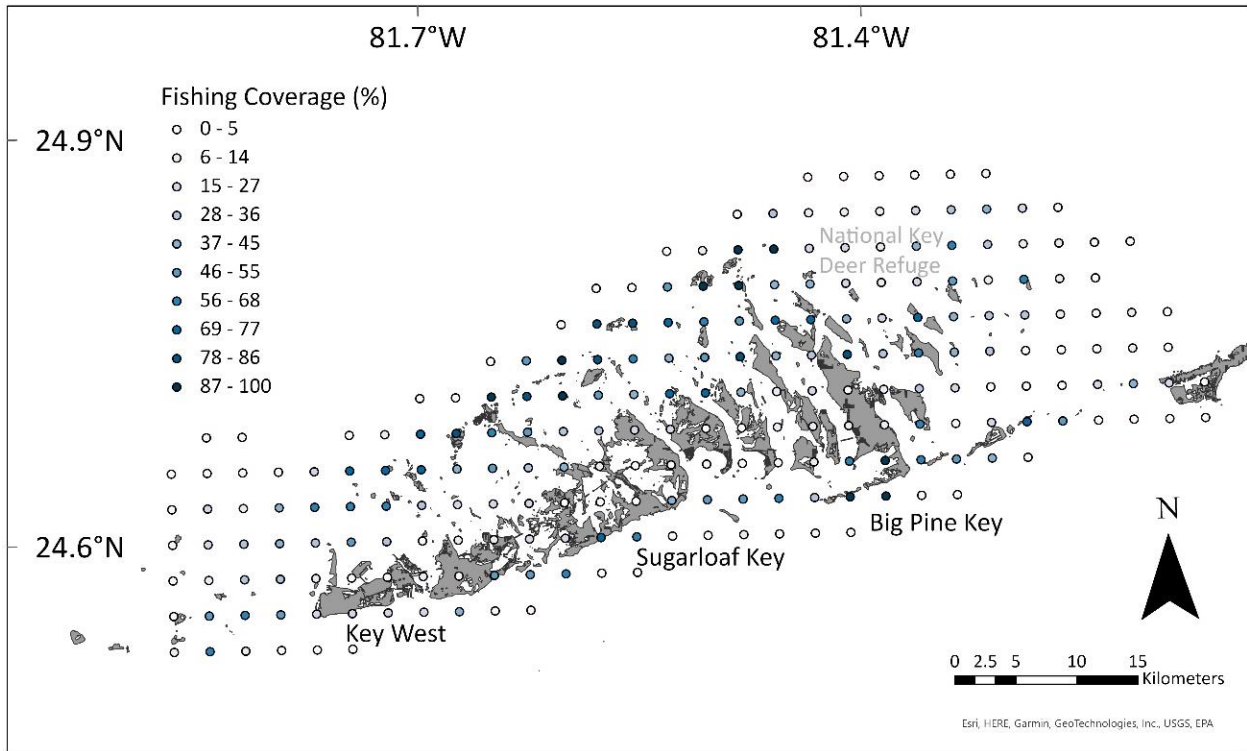 81.7°W
81.4°W
Fishing Coverage (%)
0 - 5
24.9°N
6 - 14
15 - 27
28 - 36
37 - 45
46 - 55
56 - 68
69 - 77
78 - 86
87 - 100
National Key
Deer Refuge
Big Pine Key
N
24.6°N
Sugarloaf Key
Key West
0 2.5 5 10 15
Kilometers
Esri, HERE, Garmin, GeoTechnologies, Inc., USGS, EPA